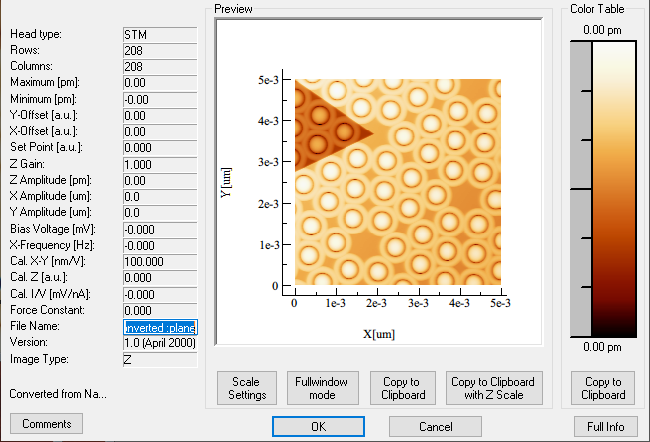 Head type: STM
Rows: 208
Columns: 208
Maximum [pm]: 0.00
Minimum [pm]: -0.00
Y-Offset [a.u.]: 0.00
X-Offset [a.u.]: 0.00
Set Point [a.u.]: 0.000
Z Gain: 1.000
Z Amplitude [pm]: 0.00
X Amplitude [um]: 0.0
Y Amplitude [um]: 0.0
Bias Voltage [mV]: -0.000
X-Frequency [Hz]: -0.000
Cal. X-Y [nm/V]: 100.000
Cal. Z [a.u.]: 0.000
Cal. I/V [mV/nA]: -0.000
Force Constant: 0.000
File Name: onverted :plane
Version: 1.0 (April 2000)
Image Type: Z
Converted from Na...
Comments
Preview
5e-3
4e-3
3e-3
2e-3
1e-3
0
Y[um]
0 1e-3 2e-3 3e-3 4e-3 5e-3
X[um]
Scale Settings
Fullwindow mode
Copy to Clipboard
Copy to Clipboard with Z Scale
OK
Cancel
Color Table
0.00 pm
0.00 pm
Copy to Clipboard
Full Info